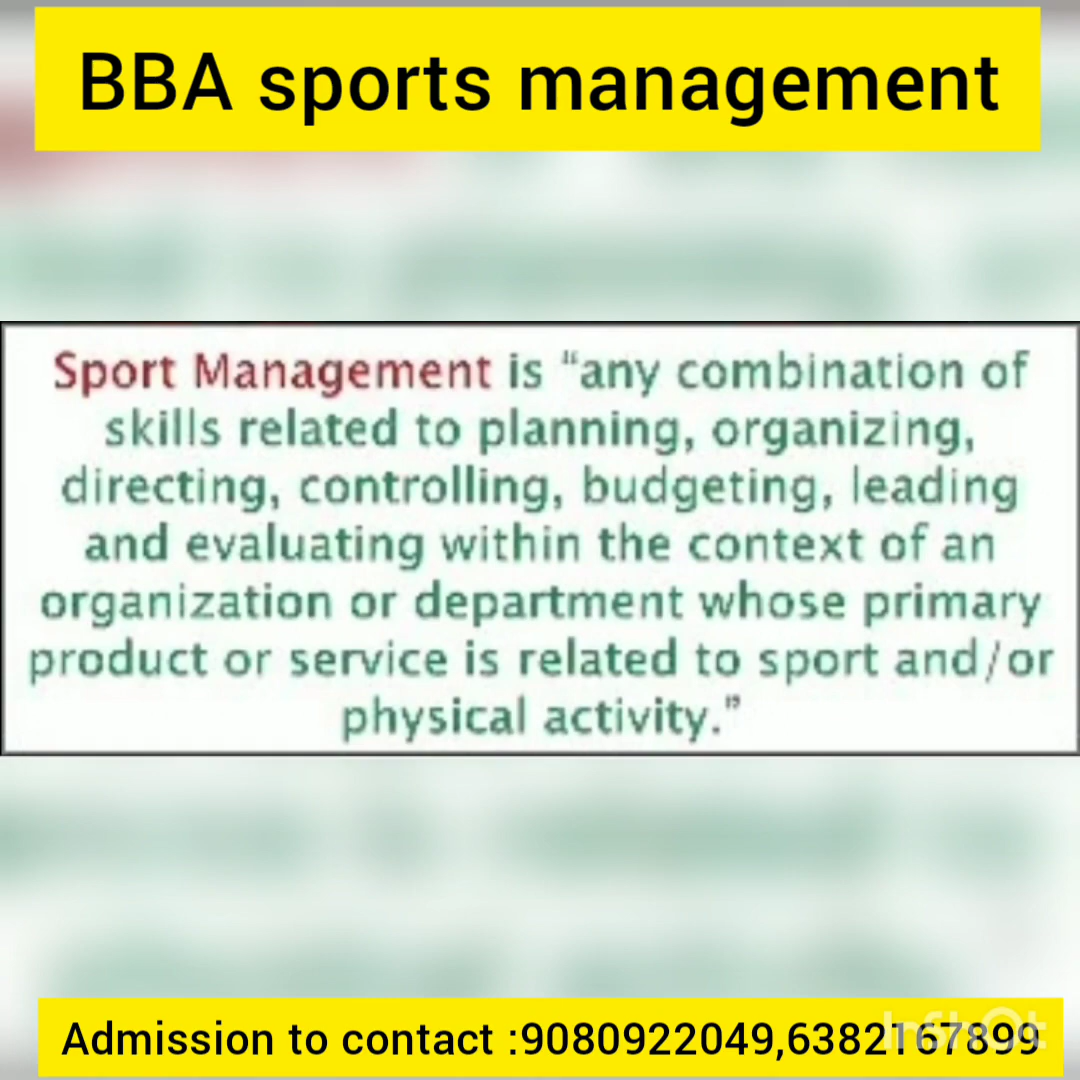 BBA sports management
Sport Management is “any combination of
skills related to planning, organizing,
directing, controlling, budgeting, leading
and evaluating within the context of an
organization or department whose primary
product or service is related to sport and/or
physical activity.”
Admission to contact :9080922049,6382167899
InShOt